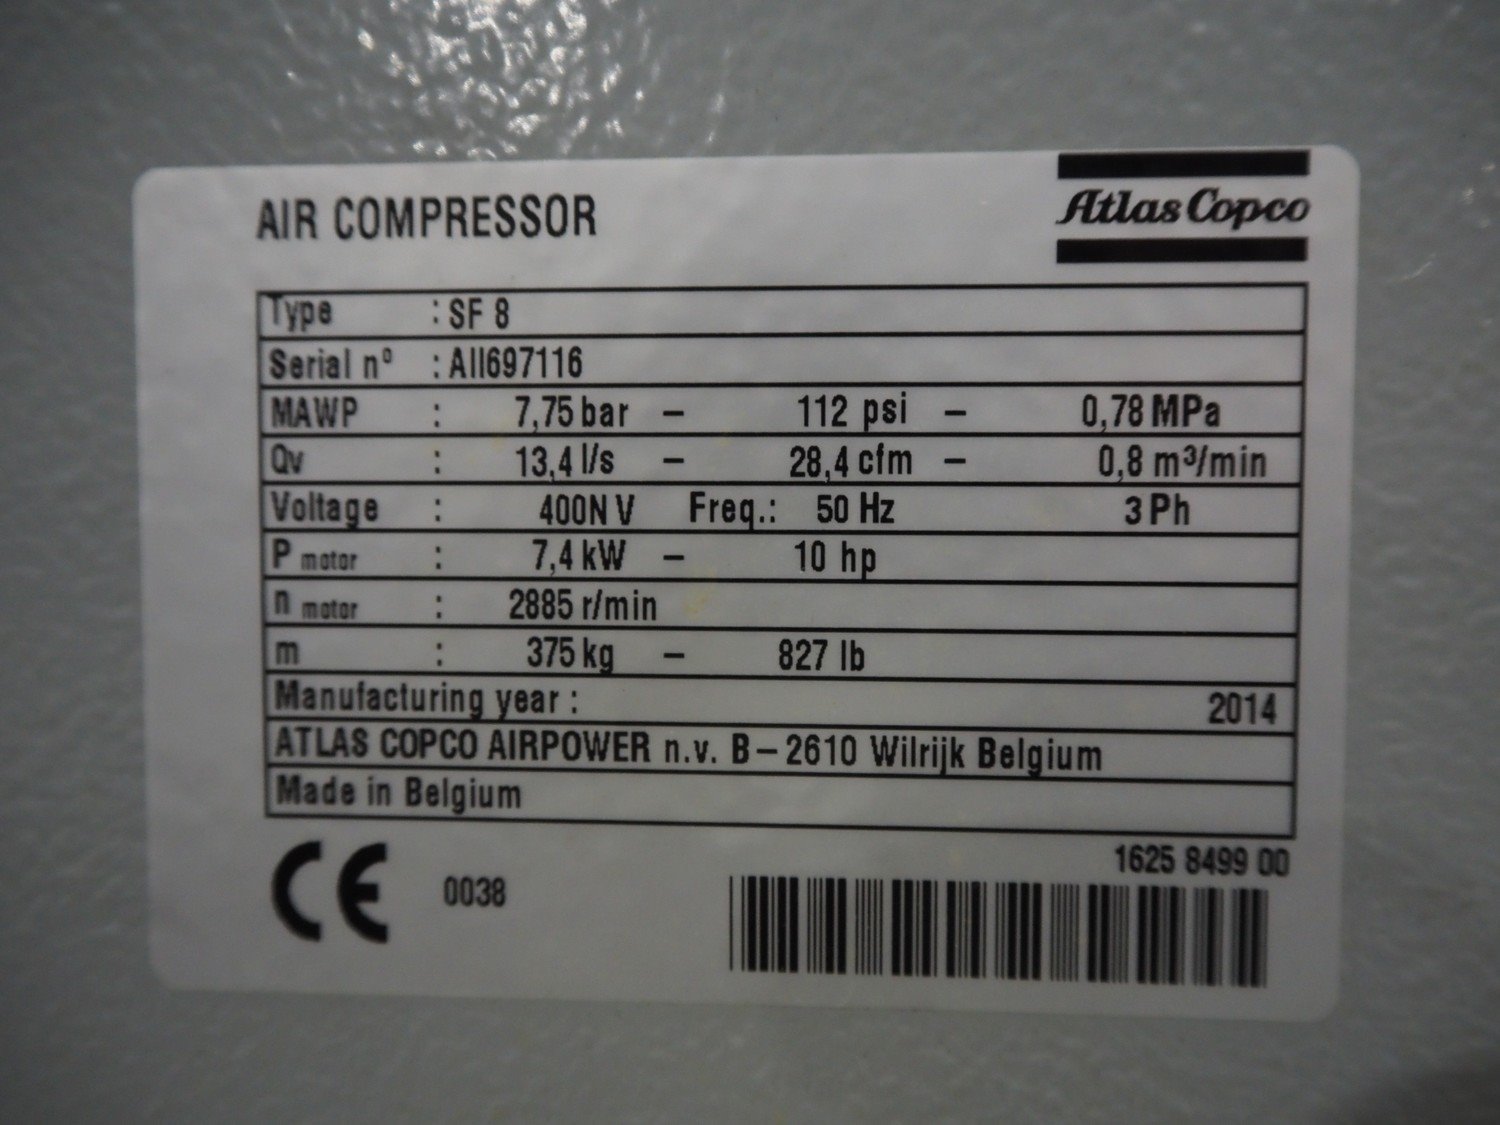 AIR COMPRESSOR
Atlas Copco
Type : SF 8
Serial nº : AII697116
MAWP : 7,75 bar – 112 psi – 0,78 MPa
Qv : 13,4 l/s – 28,4 cfm – 0,8 m³/min
Voltage : 400N V Freq.: 50 Hz 3 Ph
P motor : 7,4 kW – 10 hp
n motor : 2885 r/min
m : 375 kg – 827 lb
Manufacturing year : 2014
ATLAS COPCO AIRPOWER n.v. B – 2610 Wilrijk Belgium
Made in Belgium
1625 8499 00
CE 0038